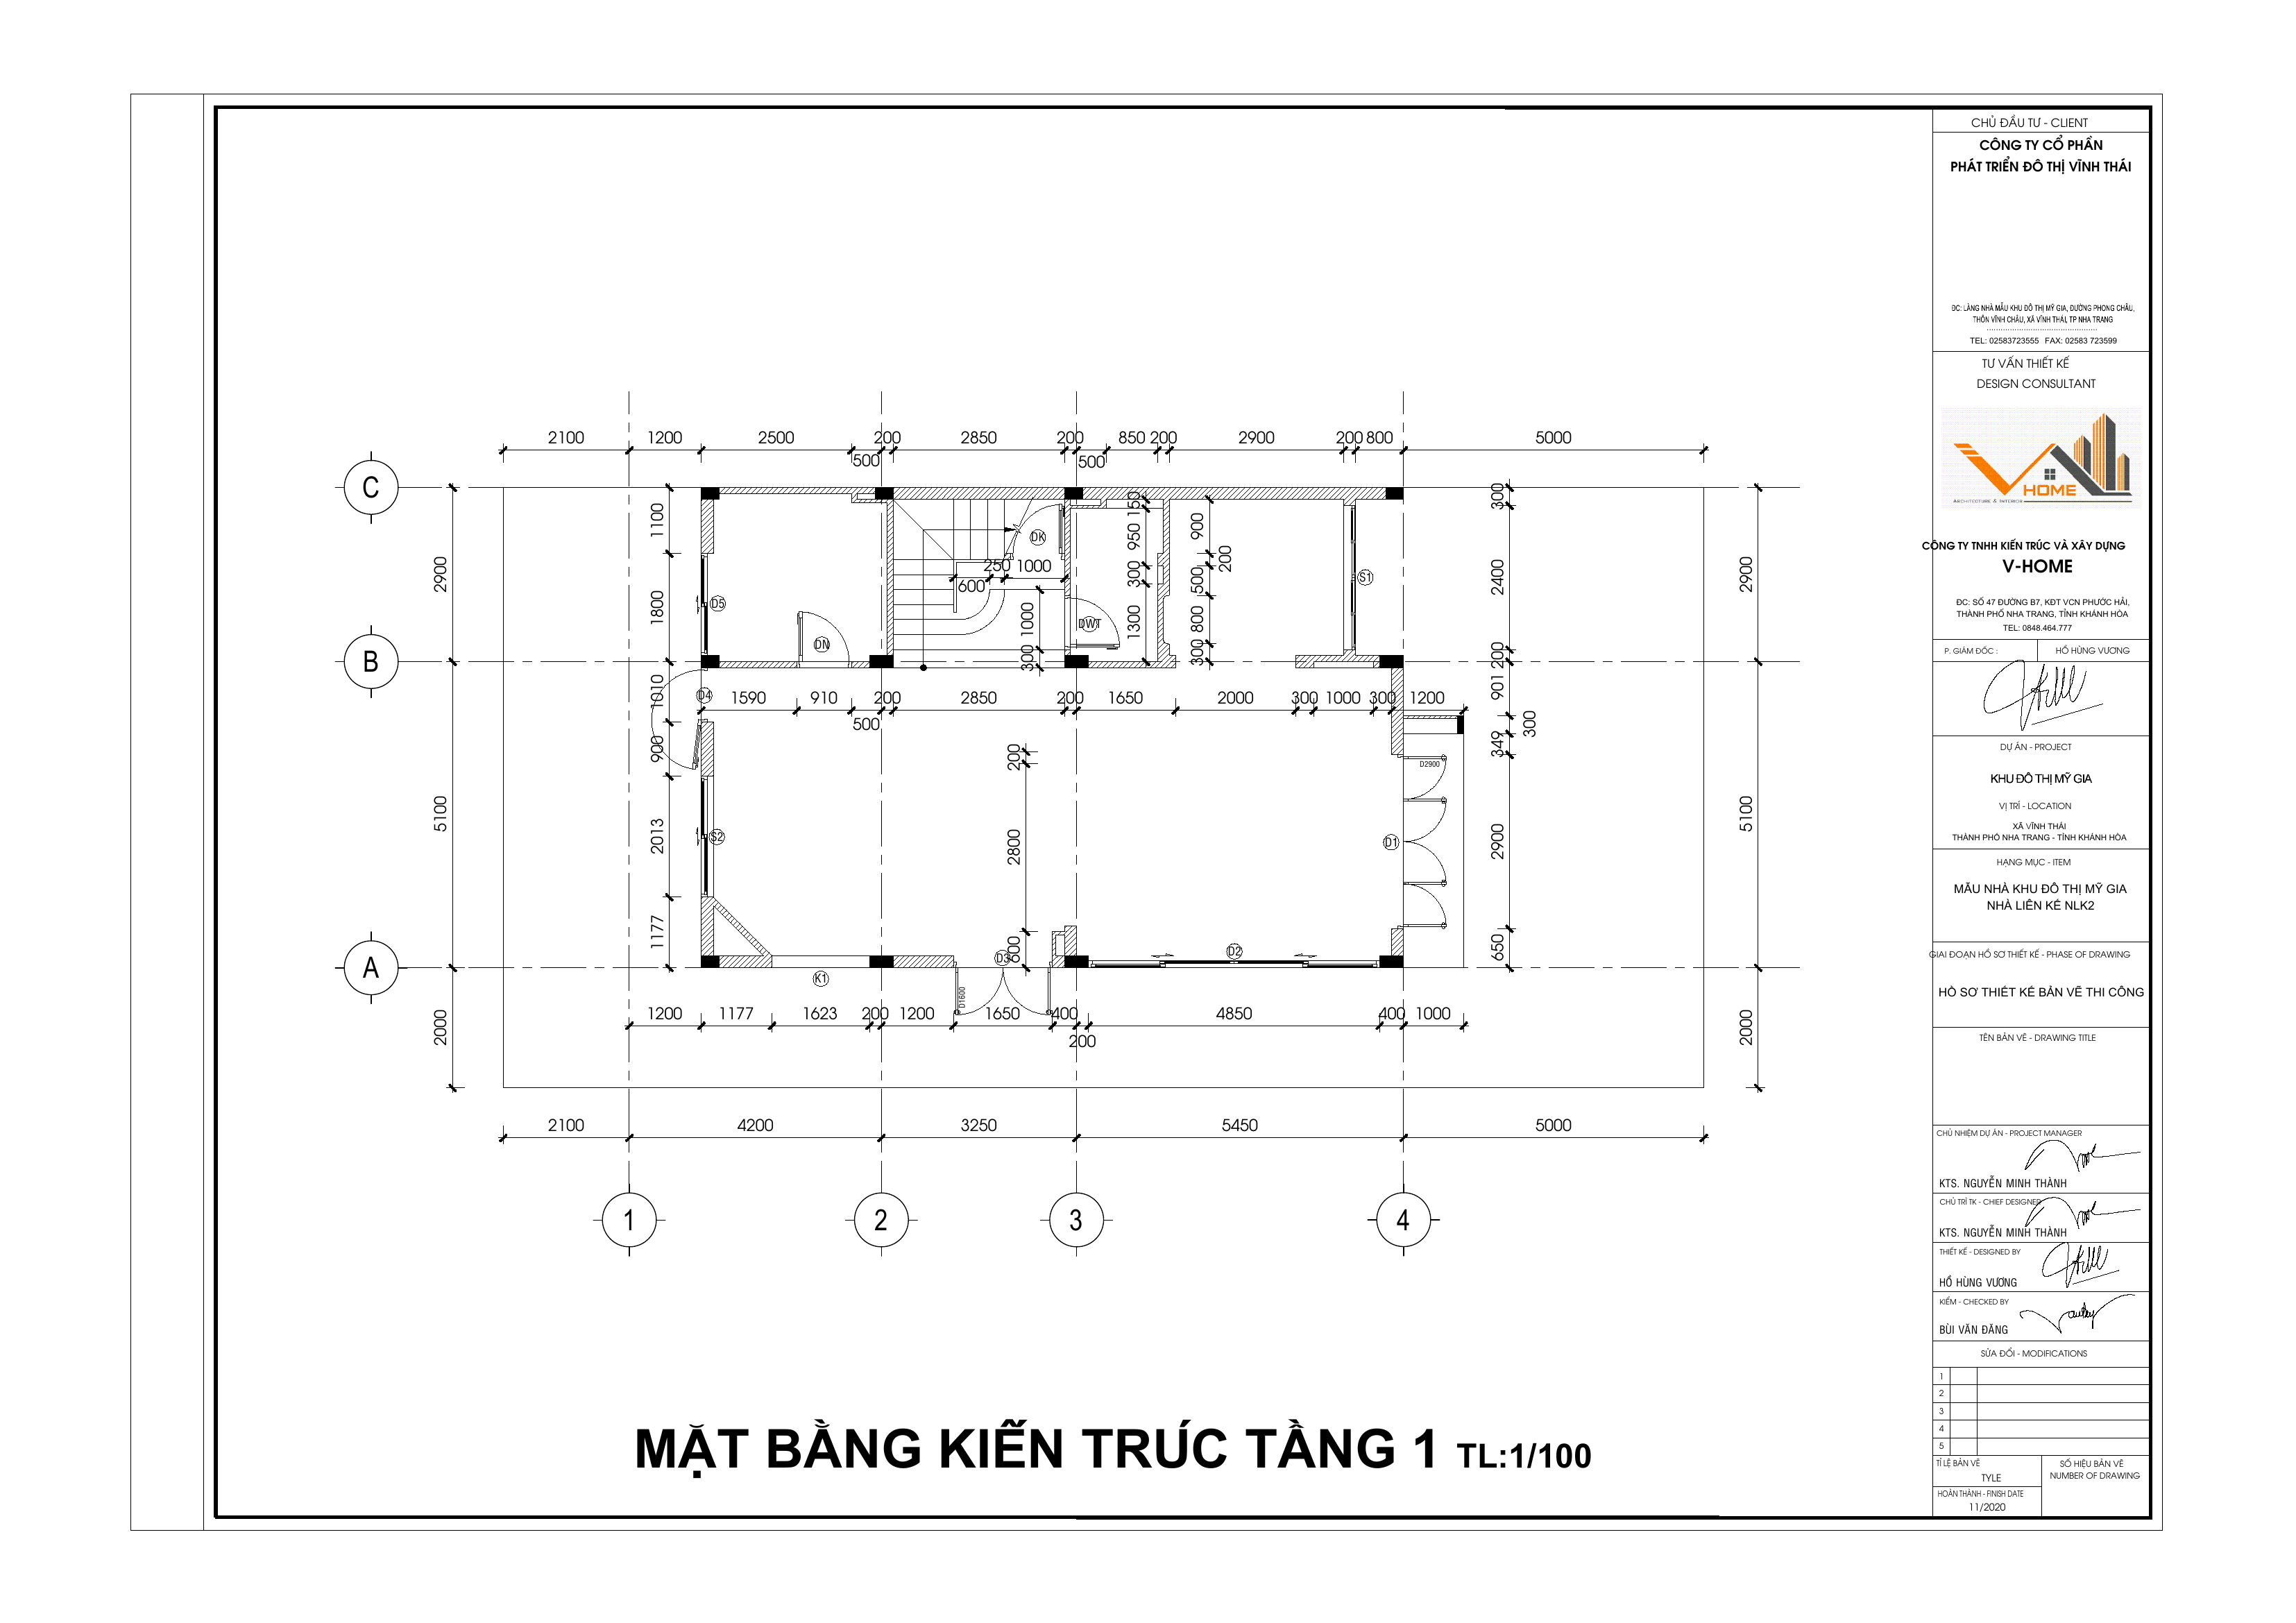 2100
1200
2500
200
2850
200
850
200
2900
200
800
5000
500
500
C
B
A
2900
5100
2000
1100
1800
1010
900
2013
1177
D5
DN
DK
250
1000
600
1000
300
DWT
150
950
300
1300
900
200
500
800
300
S1
300
2400
200
901
300
349
2900
650
2900
5100
2000
D4
1590
910
200
2850
200
1650
2000
300
1000
300
1200
500
200
2800
600
S2
D2900
D1
D3
D2
K1
D1600
1200
1177
1623
200
1200
1650
400
4850
400
1000
200
2100
4200
3250
5450
5000
1
2
3
4
MẶT BẰNG KIẾN TRÚC TẦNG 1 TL:1/100
CHỦ ĐẦU TƯ - CLIENT
CÔNG TY CỔ PHẦN
PHÁT TRIỂN ĐÔ THỊ VĨNH THÁI
ĐC: LÀNG NHÀ MẪU KHU ĐÔ THỊ MỸ GIA, ĐƯỜNG PHONG CHÂU,
THÔN VĨNH CHÂU, XÃ VĨNH THÁI, TP NHA TRANG
TEL: 02583723555 FAX: 02583 723599
TƯ VẤN THIẾT KẾ
DESIGN CONSULTANT
HOME
ARCHITECTURE & INTERIOR
CÔNG TY TNHH KIẾN TRÚC VÀ XÂY DỰNG
V-HOME
ĐC: SỐ 47 ĐƯỜNG B7, KĐT VCN PHƯỚC HẢI,
THÀNH PHỐ NHA TRANG, TỈNH KHÁNH HÒA
TEL: 0848.464.777
P. GIÁM ĐỐC :
HỒ HÙNG VƯƠNG
DỰ ÁN - PROJECT
KHU ĐÔ THỊ MỸ GIA
VỊ TRÍ - LOCATION
XÃ VĨNH THÁI
THÀNH PHỐ NHA TRANG - TỈNH KHÁNH HÒA
HẠNG MỤC - ITEM
MẪU NHÀ KHU ĐÔ THỊ MỸ GIA
NHÀ LIÊN KẾ NLK2
GIAI ĐOẠN HỒ SƠ THIẾT KẾ - PHASE OF DRAWING
HỒ SƠ THIẾT KẾ BẢN VẼ THI CÔNG
TÊN BẢN VẼ - DRAWING TITLE
CHỦ NHIỆM DỰ ÁN - PROJECT MANAGER
KTS. NGUYỄN MINH THÀNH
CHỦ TRÌ TK - CHIEF DESIGNER
KTS. NGUYỄN MINH THÀNH
THIẾT KẾ - DESIGNED BY
HỒ HÙNG VƯƠNG
KIỂM - CHECKED BY
BÙI VĂN ĐĂNG
SỬA ĐỔI - MODIFICATIONS
1
2
3
4
5
TỈ LỆ BẢN VẼ
TYLE
SỐ HIỆU BẢN VẼ
NUMBER OF DRAWING
HOÀN THÀNH - FINISH DATE
11/2020